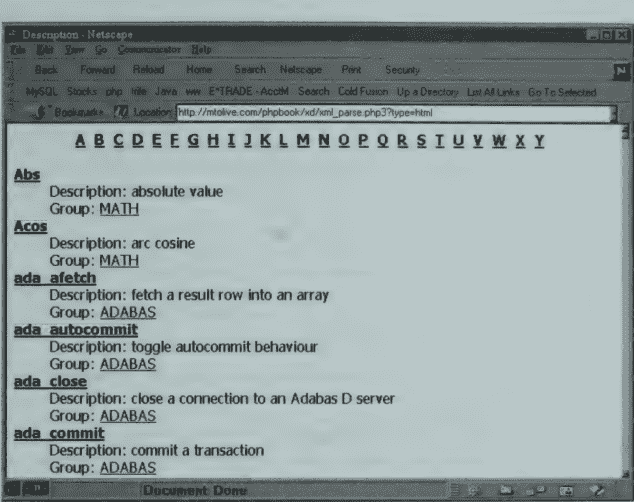 Description - Netscape
File Edit View Go Communicator Help
Back Forward Reload Home Search Netscape Print Security N
MySQL Stocks php Java E*TRADE - AcctM Search Cold Fusion Up a Directory List All Links Go To Selected
Bookmarks Location: http://mtolive.com/phpbook/xd/xml_parse.php3?type=html
A B C D E F G H I J K L M N O P Q R S T U V W X Y
Abs
Description: absolute value
Group: MATH
Acos
Description: arc cosine
Group: MATH
ada_afetch
Description: fetch a result row into an array
Group: ADABAS
ada_autocommit
Description: toggle autocommit behaviour
Group: ADABAS
ada_close
Description: close a connection to an Adabas D server
Group: ADABAS
ada_commit
Description: commit a transaction
Group: ADABAS
Document: Done